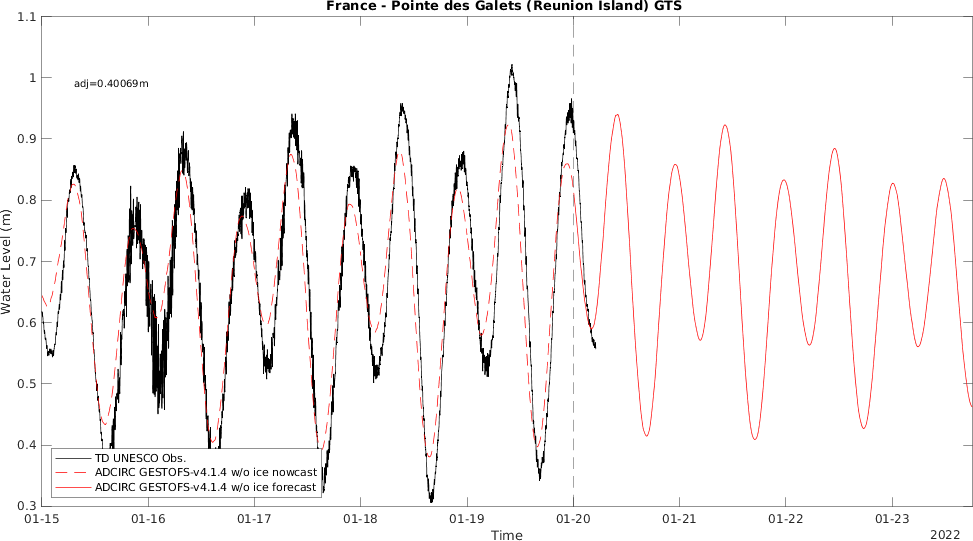 France - Pointe des Galets (Reunion Island) GTS
1.1
1
adj=0.40069m
0.9
0.8
0.7
0.6
0.5
0.4
0.3
Water Level (m)
TD UNESCO Obs.
ADCIRC GESTOFS-v4.1.4 w/o ice nowcast
ADCIRC GESTOFS-v4.1.4 w/o ice forecast
01-15 01-16 01-17 01-18 01-19 01-20 01-21 01-22 01-23
Time
2022